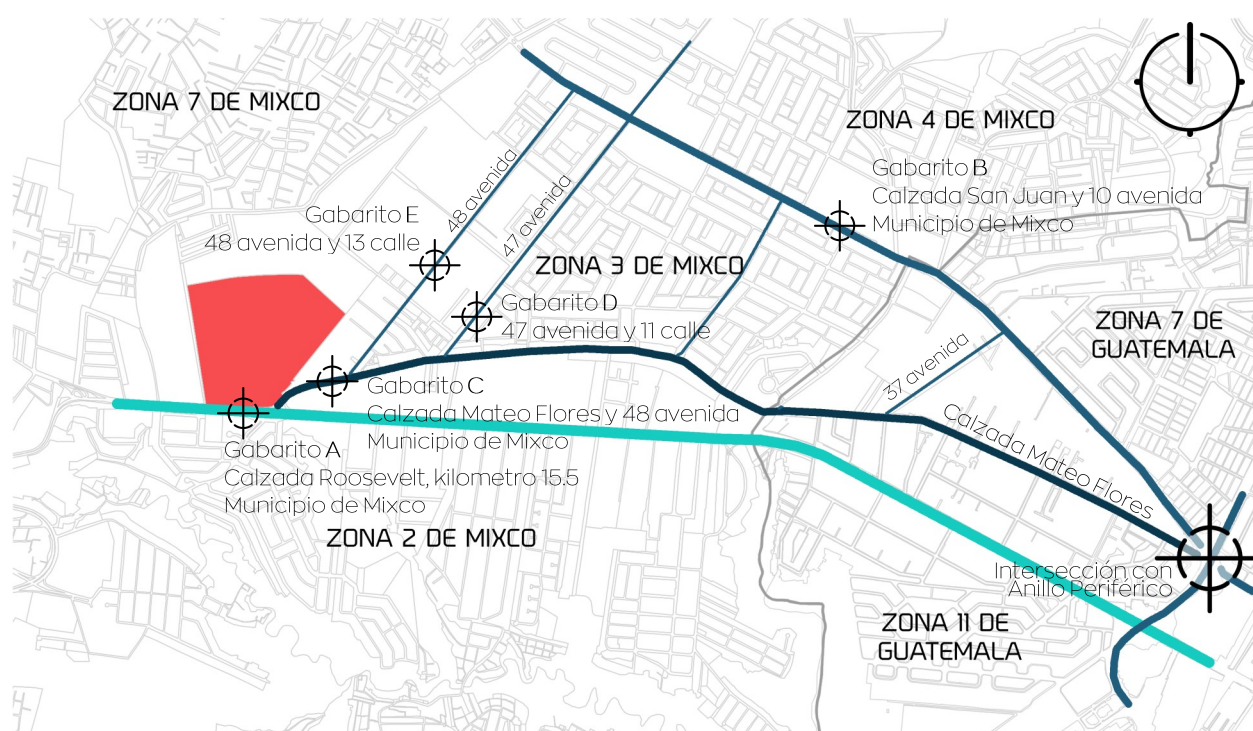 ZONA 7 DE MIXCO
ZONA 4 DE MIXCO
Gabarito B
Calzada San Juan y 10 avenida
Municipio de Mixco
Gabarito E
48 avenida y 13 calle
48 avenida
47 avenida
ZONA 3 DE MIXCO
Gabarito D
47 avenida y 11 calle
ZONA 7 DE
GUATEMALA
37 avenida
Gabarito C
Calzada Mateo Flores y 48 avenida
Municipio de Mixco
Calzada Mateo Flores
Gabarito A
Calzada Roosevelt, kilometro 15.5
Municipio de Mixco
ZONA 2 DE MIXCO
Intersección con
Anillo Periférico
ZONA 11 DE
GUATEMALA